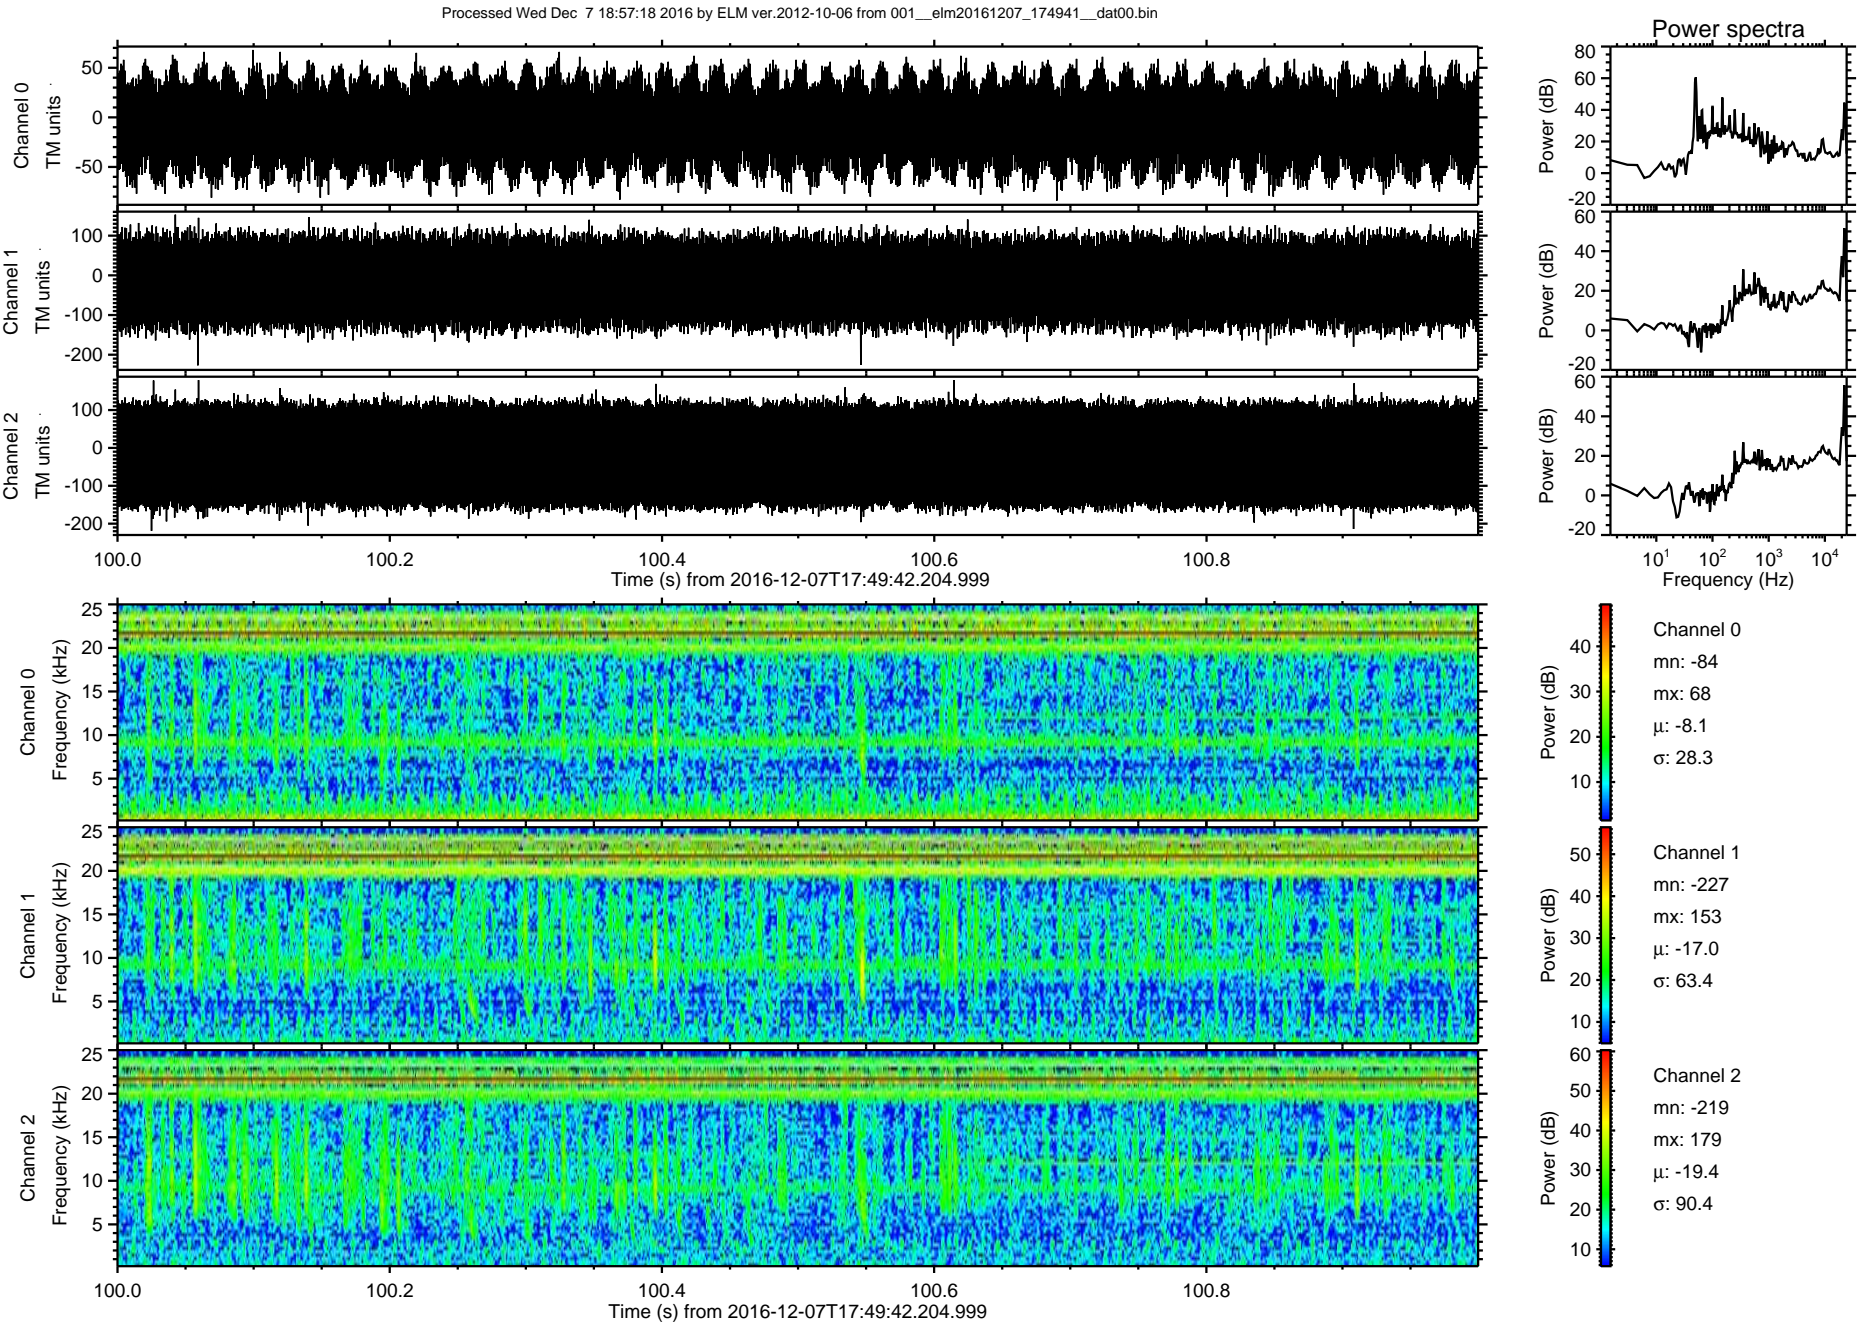 Processed Wed Dec  7 18:57:18 2016 by ELM ver.2012-10-06 from 001__elm20161207_174941__dat00.bin
Power spectra
Channel 0
TM units
50
0
-50
Power (dB)
80
60
40
20
0
-20
Channel 1
TM units
100
0
-100
-200
Power (dB)
60
40
20
0
-20
Channel 2
TM units
100
0
-100
-200
Power (dB)
60
40
20
0
-20
100.0 100.2 100.4 100.6 100.8
Time (s) from 2016-12-07T17:49:42.204.999
10¹ 10² 10³ 10⁴
Frequency (Hz)
Channel 0
Frequency (kHz)
25
20
15
10
5
Power (dB)
40
30
20
10
Channel 0
mn: -84
mx: 68
μ: -8.1
σ: 28.3
Channel 1
Frequency (kHz)
25
20
15
10
5
Power (dB)
50
40
30
20
10
Channel 1
mn: -227
mx: 153
μ: -17.0
σ: 63.4
Channel 2
Frequency (kHz)
25
20
15
10
5
Power (dB)
60
50
40
30
20
10
Channel 2
mn: -219
mx: 179
μ: -19.4
σ: 90.4
100.0 100.2 100.4 100.6 100.8
Time (s) from 2016-12-07T17:49:42.204.999